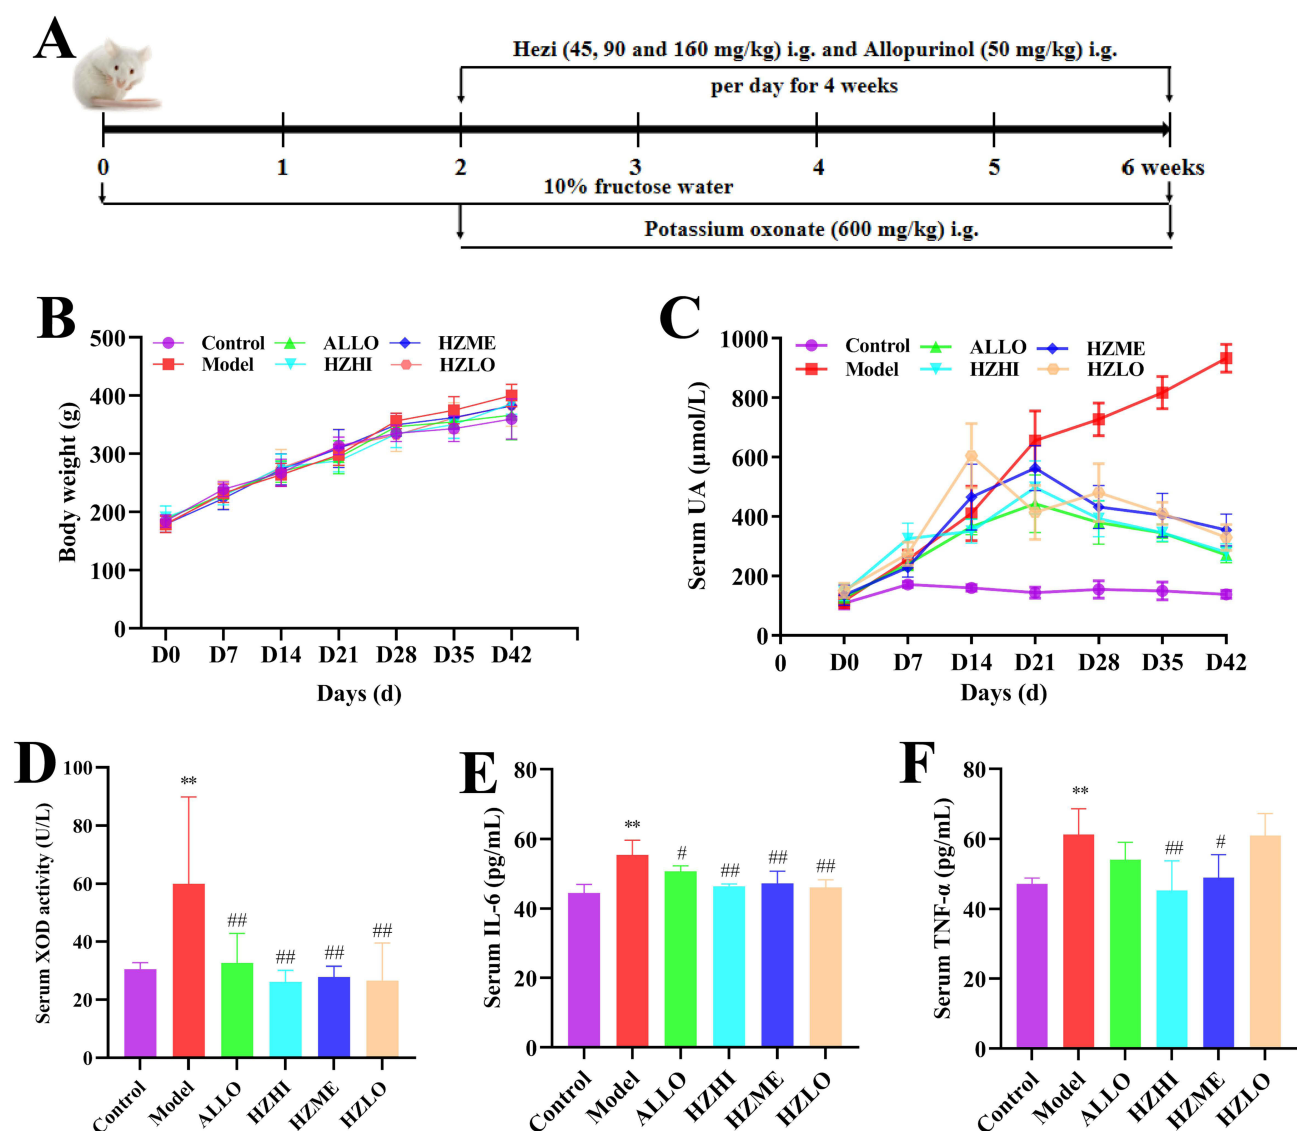 A
Hezi (45, 90 and 160 mg/kg) i.g. and Allopurinol (50 mg/kg) i.g.
per day for 4 weeks
0 1 2 3 4 5 6 weeks
10% fructose water
Potassium oxonate (600 mg/kg) i.g.
B
Control ALLO HZME
Model HZHI HZLO
Body weight (g)
500
400
300
200
100
0
D0 D7 D14 D21 D28 D35 D42
Days (d)
C
Control ALLO HZME
Model HZHI HZLO
Serum UA (μmol/L)
1000
800
600
400
200
0
0 D0 D7 D14 D21 D28 D35 D42
Days (d)
D
Serum XOD activity (U/L)
100
80
60
40
20
0
** ## ## ## ##
Control Model ALLO HZHI HZME HZLO
E
Serum IL-6 (pg/mL)
80
60
40
20
0
** # ## ## ##
Control Model ALLO HZHI HZME HZLO
F
Serum TNF-α (pg/mL)
80
60
40
20
0
** ## #
Control Model ALLO HZHI HZME HZLO